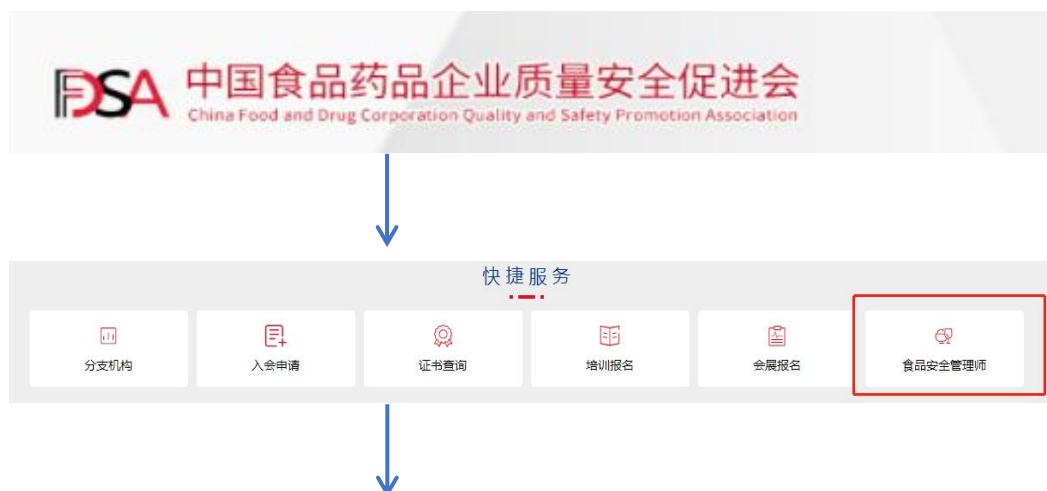 FDSA 中国食品药品企业质量安全促进会
China Food and Drug Corporation Quality and Safety Promotion Association
快捷服务
分支机构 入会申请 证书查询 培训报名 会展报名 食品安全管理师